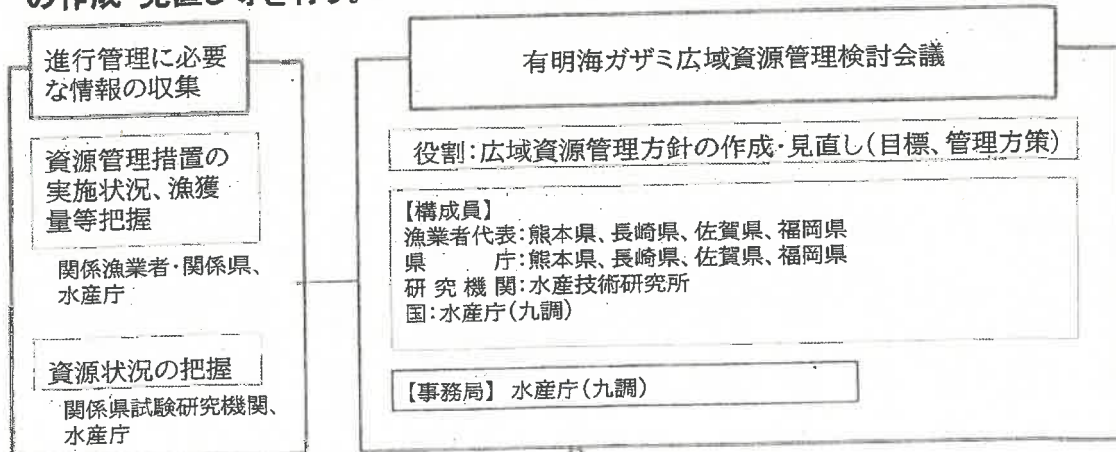 の作成・見直し等を行う。
進行管理に必要
な情報の収集
資源管理措置の
実施状況、漁獲
量等把握
関係漁業者・関係県、
水産庁
資源状況の把握
関係県試験研究機関、
水産庁
有明海ガザミ広域資源管理検討会議
役割:広域資源管理方針の作成・見直し(目標、管理方策)
【構成員】
漁業者代表:熊本県、長崎県、佐賀県、福岡県
県　　　庁:熊本県、長崎県、佐賀県、福岡県
研 究 機 関:水産技術研究所
国:水産庁(九調)
【事務局】 水産庁(九調)